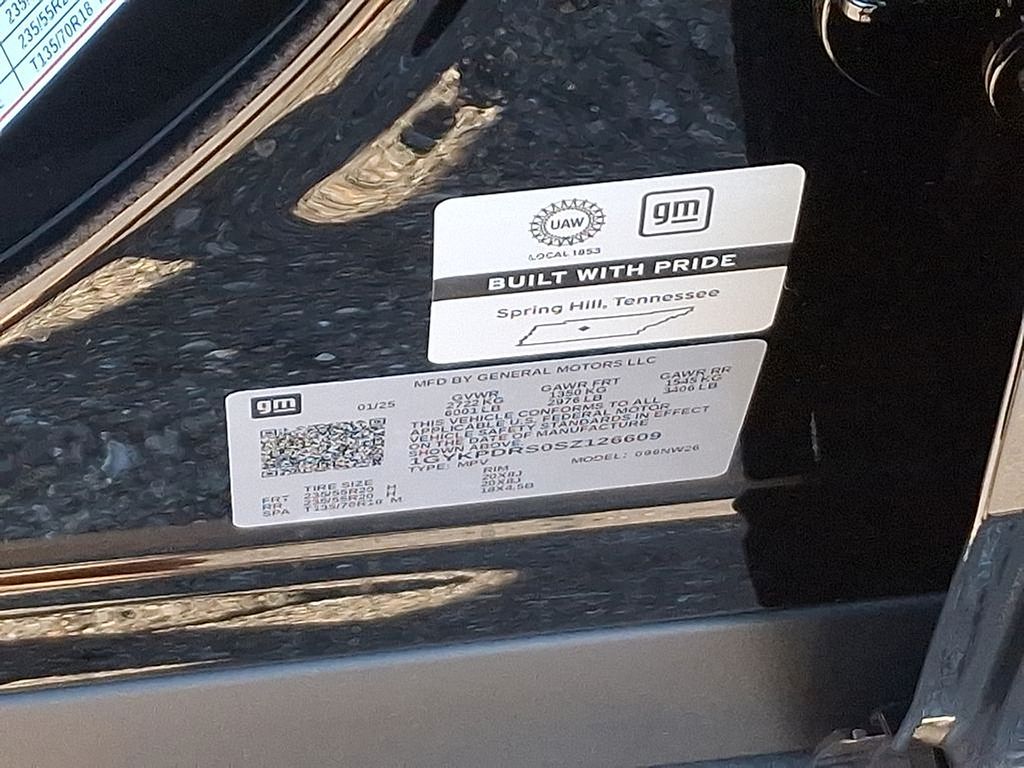 235/55R2
T135/70R18
UAW
gm
LOCAL 1853
BUILT WITH PRIDE
Spring Hill, Tennessee
MFD BY GENERAL MOTORS LLC
gm
01/25
GVWR GAWR FRT GAWR RR
2722 KG 1350 KG 1545 KG
6001 LB 2976 LB 3406 LB
THIS VEHICLE CONFORMS TO ALL
APPLICABLE U.S. FEDERAL MOTOR
VEHICLE SAFETY STANDARDS IN EFFECT
ON THE DATE OF MANUFACTURE
SHOWN ABOVE
1GYKPDRS0SZ126609
TYPE: MPV MODEL: 096NW26
TIRE SIZE RIM
FRT 235/55R20 H 20X8J
RR 235/55R20 H 20X8J
SPA T135/70R18 M 18X4.5B